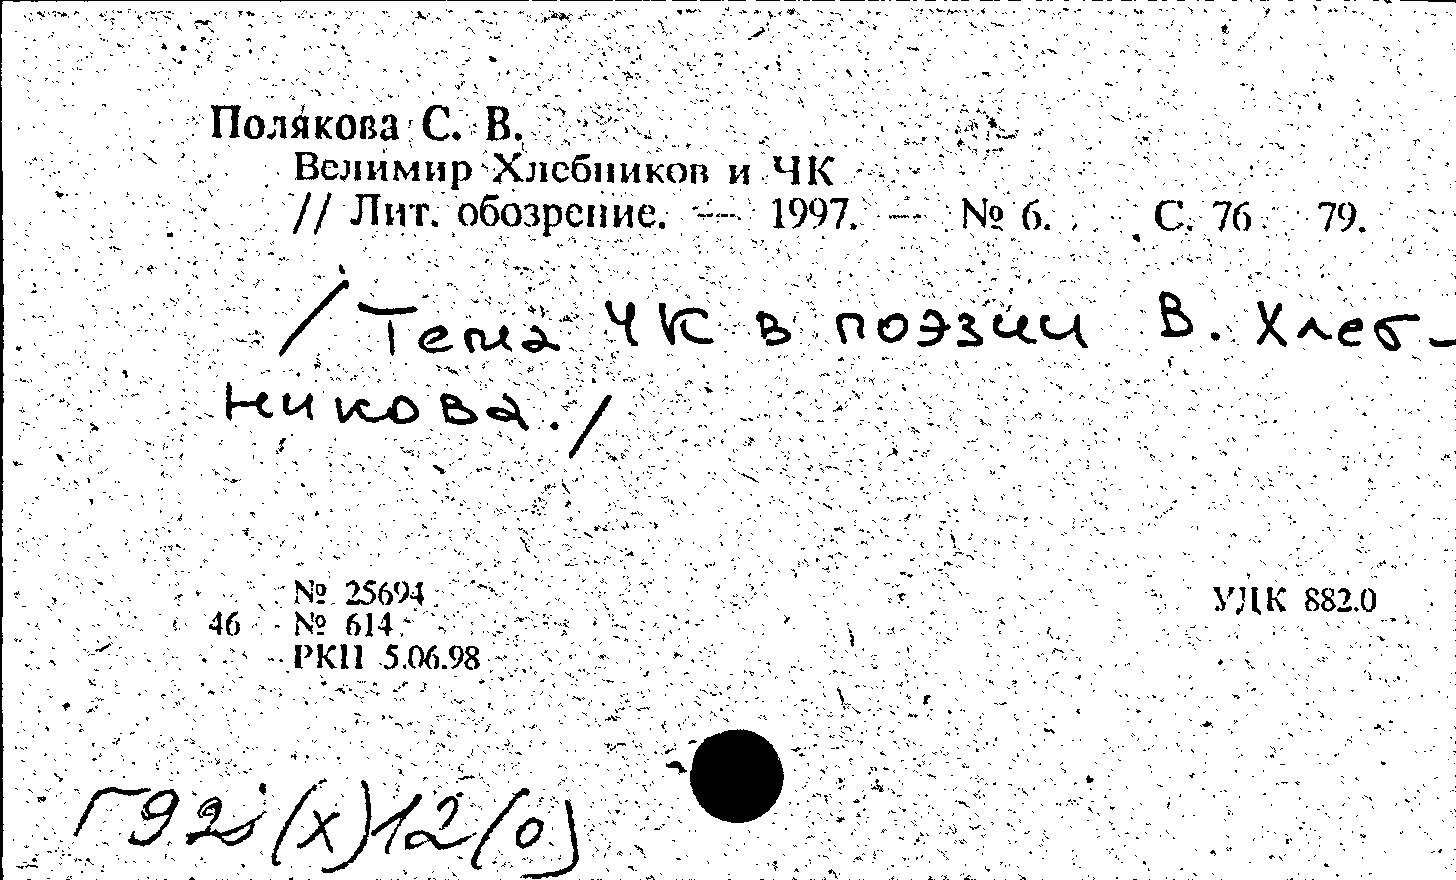 Полякова С. В.
Велимир Хлебников и ЧК
// Лит. обозрение. — 1997. — № 6. С. 76 79.
/Тема ЧК в поэзии В. Хлеб-
никова./
№ 25694 УДК 882.0
46 № 614
РКП 5.06.98
Г92 (х)12(0)